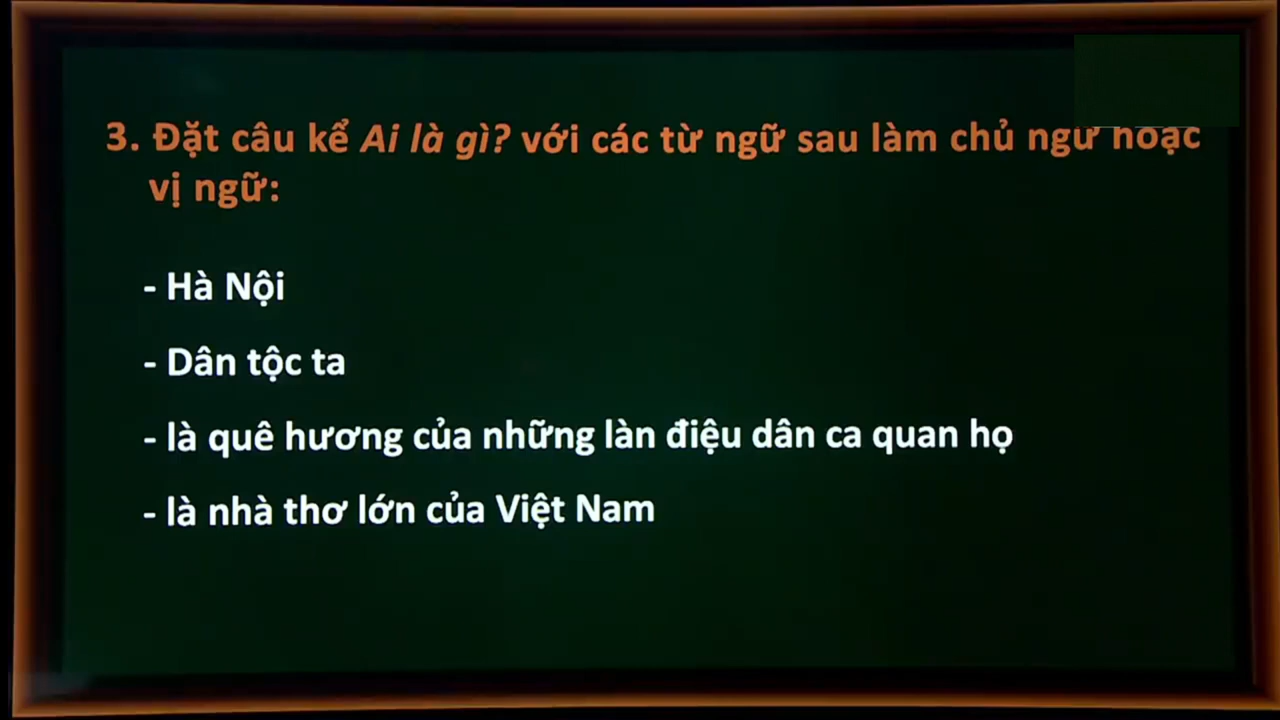 3. Đặt câu kể Ai là gì? với các từ ngữ sau làm chủ ngữ hoặc
vị ngữ:
- Hà Nội
- Dân tộc ta
- là quê hương của những làn điệu dân ca quan họ
- là nhà thơ lớn của Việt Nam